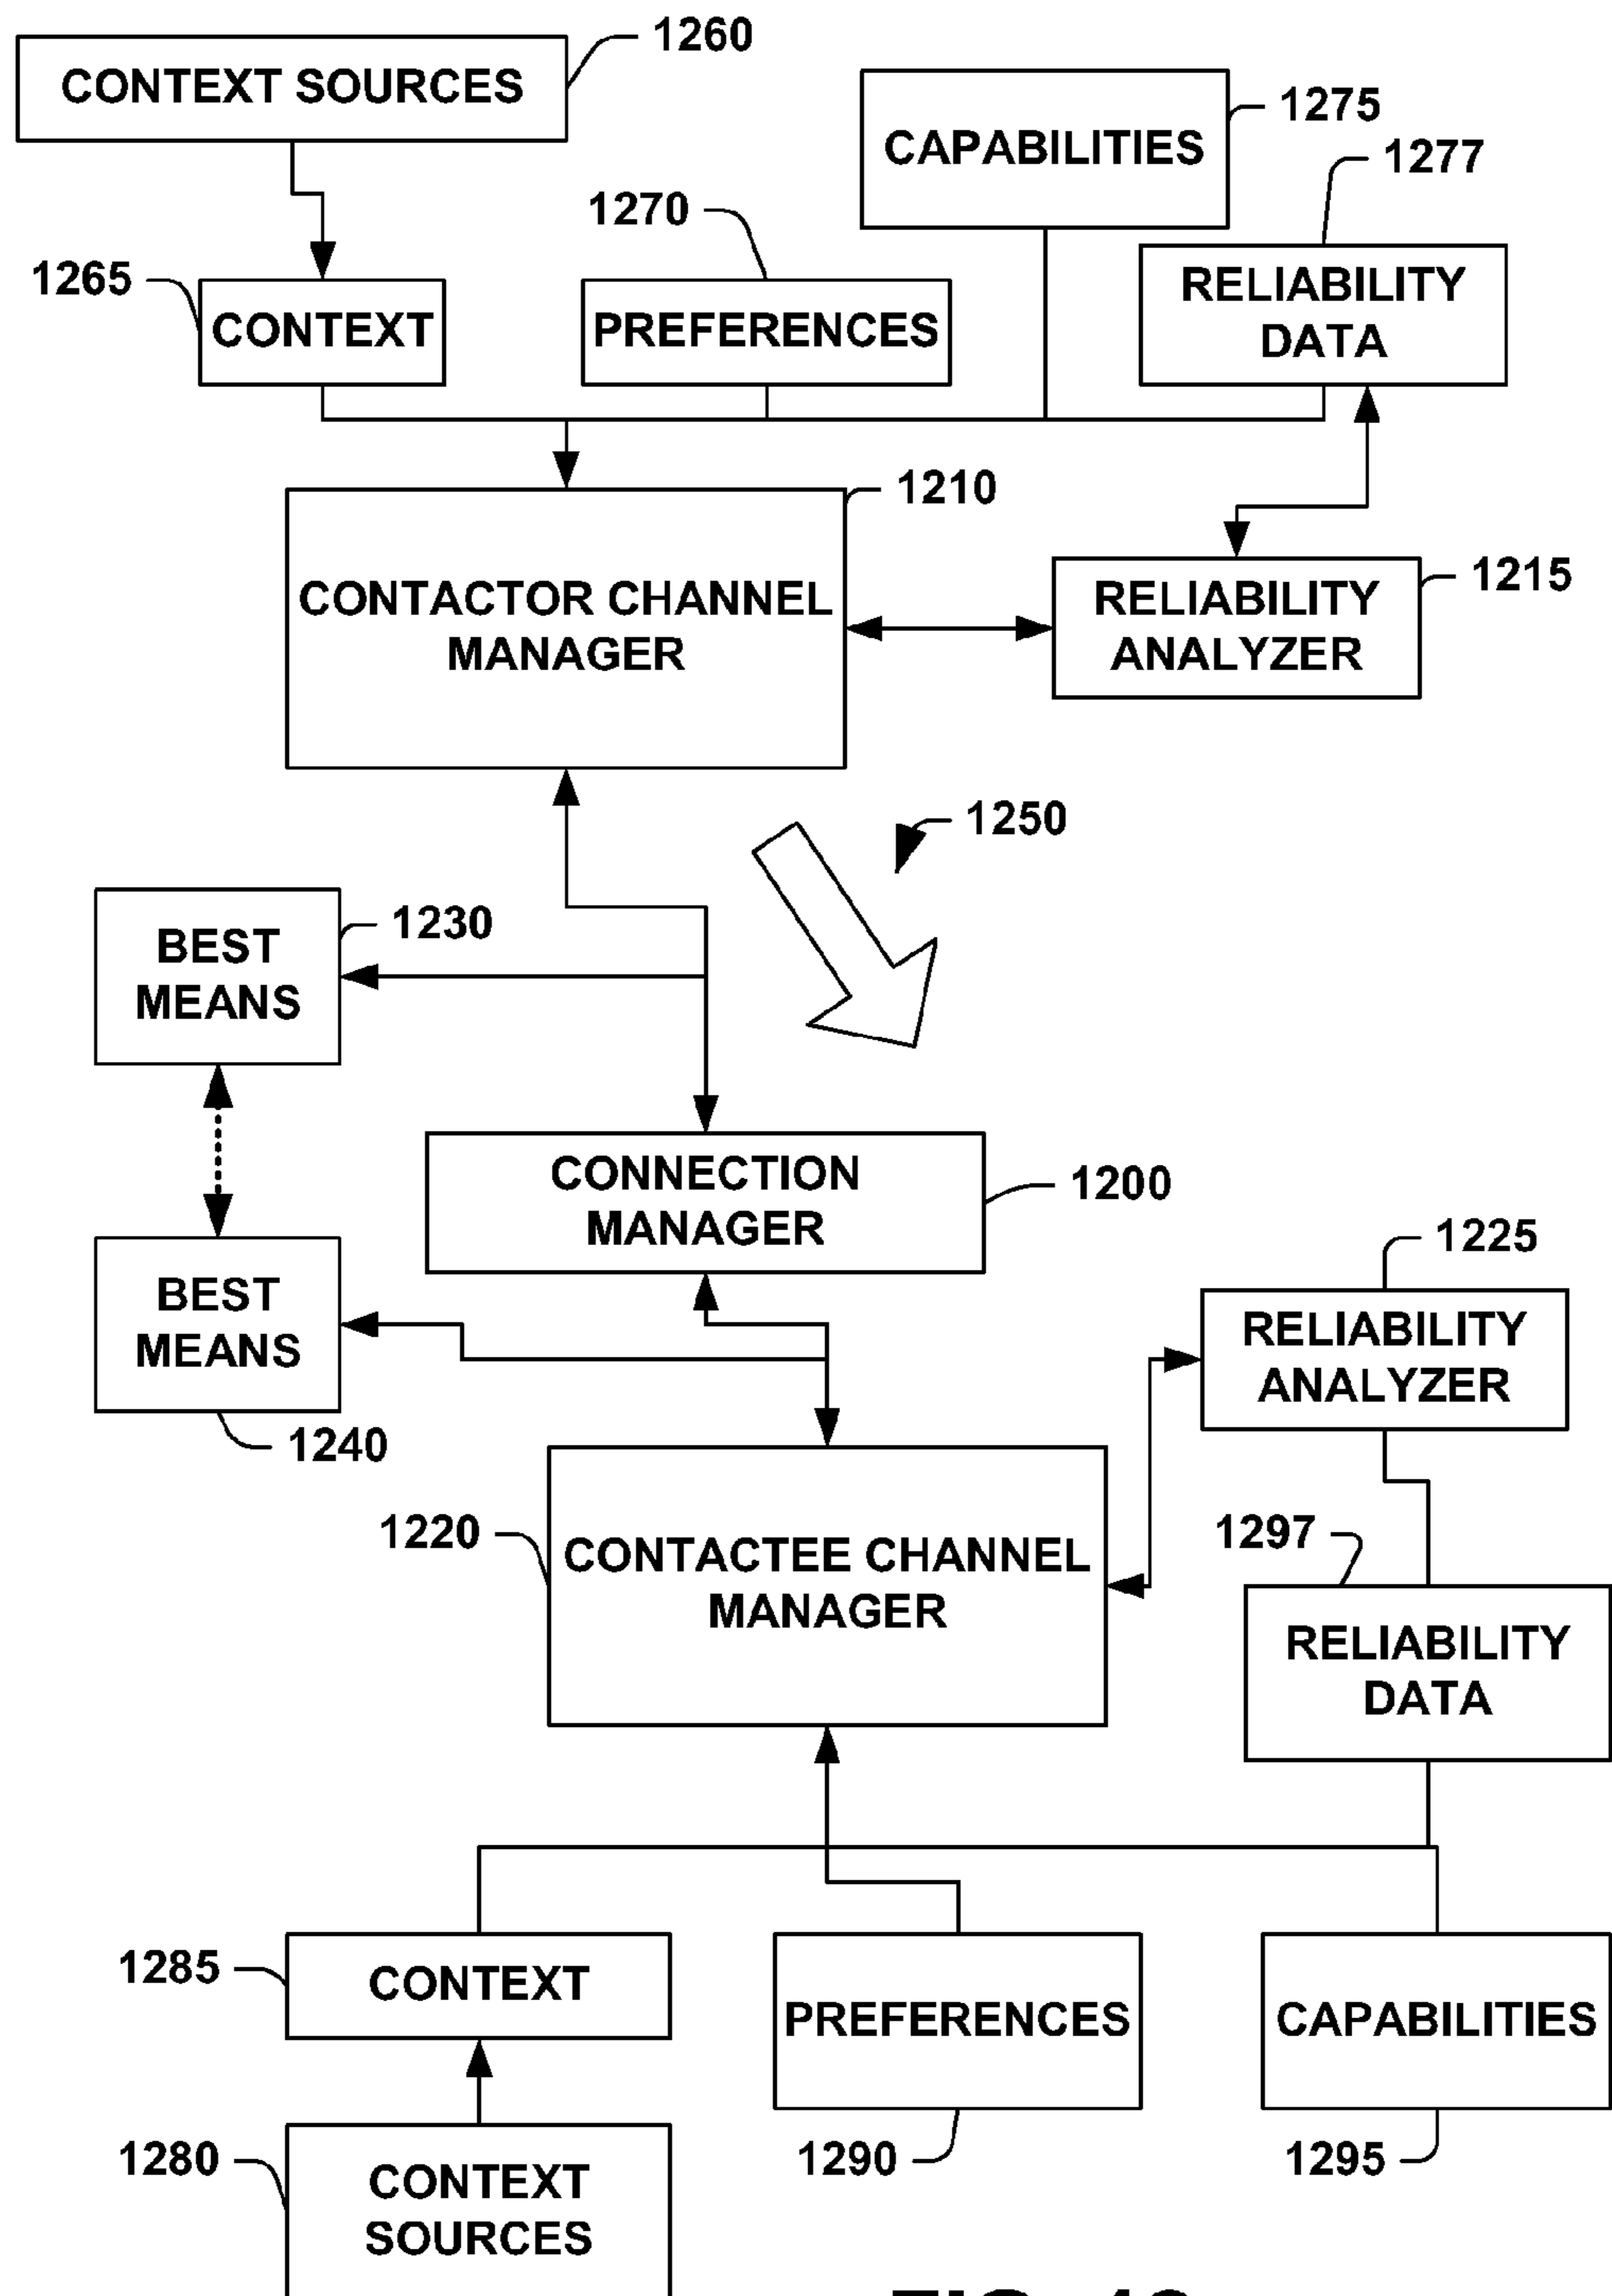 1260
CONTEXT SOURCES
1275
CAPABILITIES
1277
1270
1265
RELIABILITY
DATA
CONTEXT
PREFERENCES
1210
CONTACTOR CHANNEL
MANAGER
1215
RELIABILITY
ANALYZER
1250
1230
BEST
MEANS
CONNECTION
MANAGER
1200
1225
BEST
MEANS
RELIABILITY
ANALYZER
1240
1220
CONTACTEE CHANNEL
MANAGER
1297
RELIABILITY
DATA
1285
CONTEXT
PREFERENCES
CAPABILITIES
1280
1290
1295
CONTEXT
SOURCES